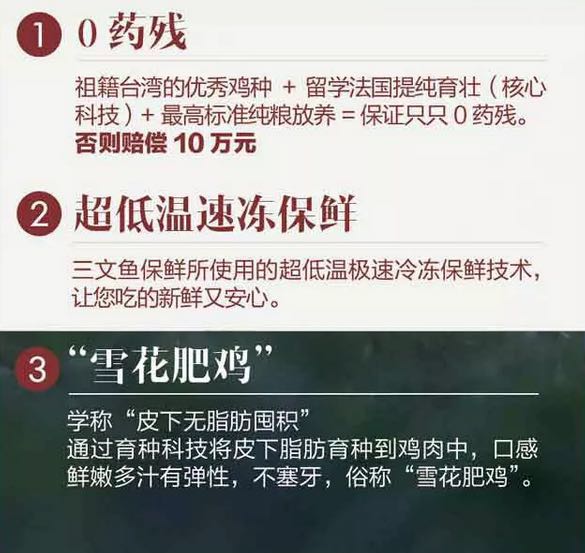 1 0 药残
祖籍台湾的优秀鸡种 + 留学法国提纯育壮（核心
科技）+ 最高标准纯粮放养 = 保证只只 0 药残。
否则赔偿 10 万元
2 超低温速冻保鲜
三文鱼保鲜所使用的超低温极速冷冻保鲜技术，
让您吃的新鲜又安心。
3 “雪花肥鸡”
学称“皮下无脂肪囤积”
通过育种科技将皮下脂肪育种到鸡肉中，口感
鲜嫩多汁有弹性，不塞牙，俗称“雪花肥鸡”。